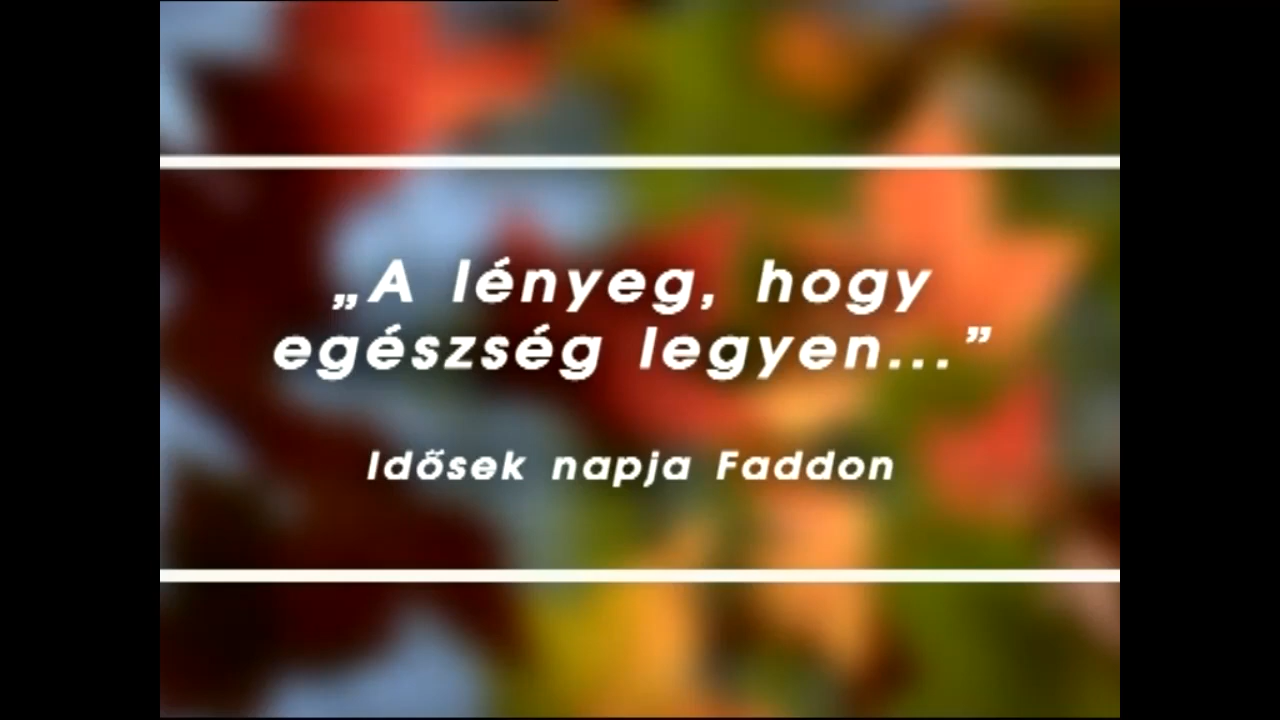 „A lényeg, hogy
egészség legyen...”
Idősek napja Faddon